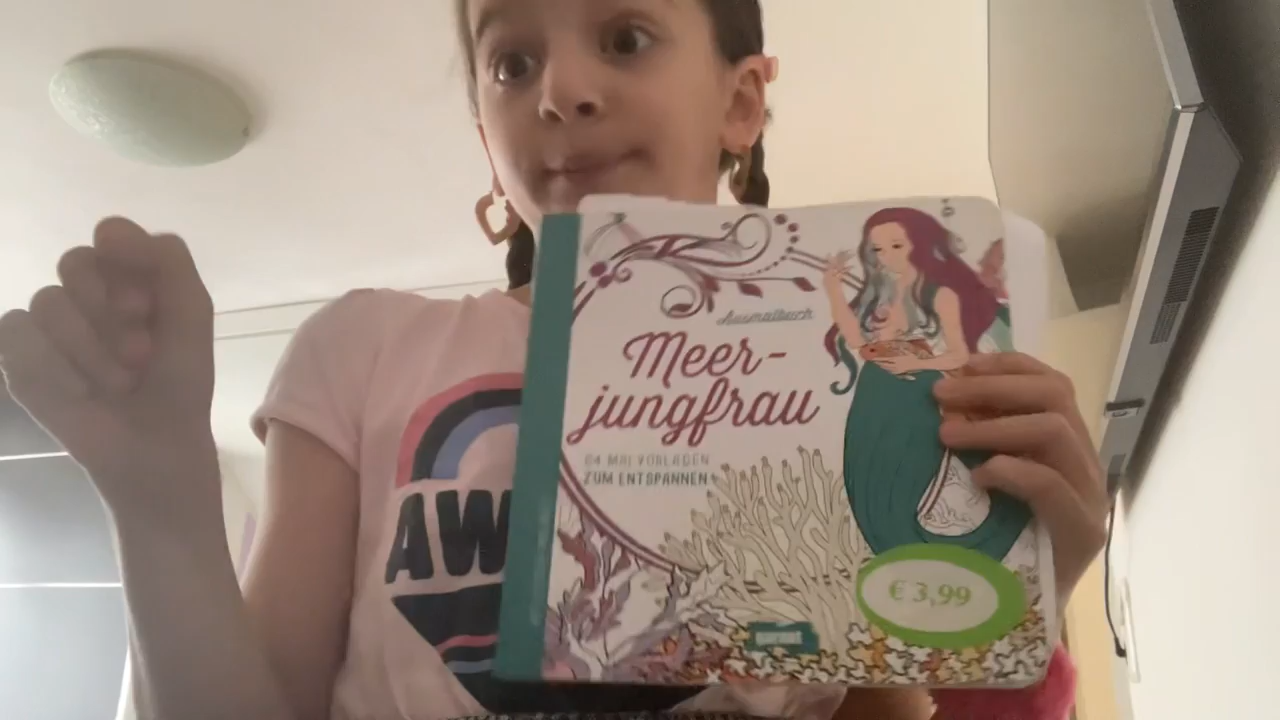 Ausmalbuch
Meer-
jungfrau
64 MALVORLAGEN
ZUM ENTSPANNEN
AW
€ 3,99